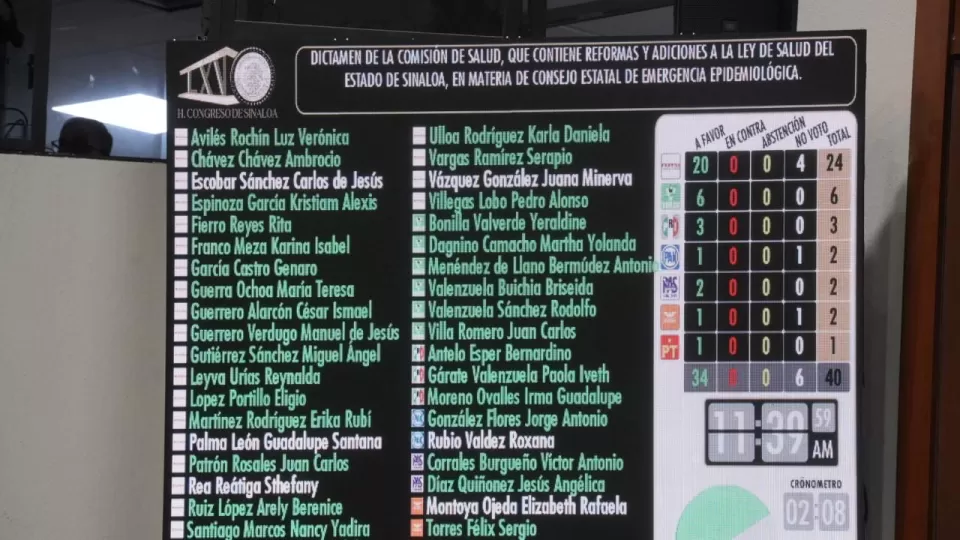 DICTAMEN DE LA COMISIÓN DE SALUD, QUE CONTIENE REFORMAS Y ADICIONES A LA LEY DE SALUD DEL
ESTADO DE SINALOA, EN MATERIA DE CONSEJO ESTATAL DE EMERGENCIA EPIDEMIOLÓGICA.
LXV
H. CONGRESO DE SINALOA
Avilés Rochín Luz Verónica
Chávez Chávez Ambrocio
Escobar Sánchez Carlos de Jesús
Espinoza García Kristiam Alexis
Fierro Reyes Rita
Franco Meza Karina Isabel
García Castro Genaro
Guerra Ochoa María Teresa
Guerrero Alarcón César Ismael
Guerrero Verdugo Manuel de Jesús
Gutiérrez Sánchez Miguel Ángel
Leyva Urías Reynalda
Lopez Portillo Eligio
Martínez Rodríguez Erika Rubí
Palma León Guadalupe Santana
Patrón Rosales Juan Carlos
Rea Reátiga Sthefany
Ruiz López Arely Berenice
Santiago Marcos Nancy Yadira
Ulloa Rodríguez Karla Daniela
Vargas Ramirez Serapio
Vázquez González Juana Minerva
Villegas Lobo Pedro Alonso
Bonilla Valverde Yeraldine
Dagnino Camacho Martha Yolanda
Menéndez de Llano Bermúdez Antonio
Valenzuela Buichia Briseida
Valenzuela Sánchez Rodolfo
Villa Romero Juan Carlos
Antelo Esper Bernardino
Gárate Valenzuela Paola Iveth
Moreno Ovalles Irma Guadalupe
González Flores Jorge Antonio
Rubio Valdez Roxana
Corrales Burgueño Víctor Antonio
Díaz Quiñonez Jesús Angélica
Montoya Ojeda Elizabeth Rafaela
Torres Félix Sergio
A FAVOR EN CONTRA ABSTENCIÓN NO VOTO TOTAL
20 0 0 4 24
6 0 0 0 6
PRI 3 0 0 0 3
PAN 1 0 0 1 2
PAS 2 0 0 0 2
1 0 0 1 2
PT 1 0 0 0 1
34 0 0 6 40
11:39 59 AM
CRÓNOMETRO
02:08